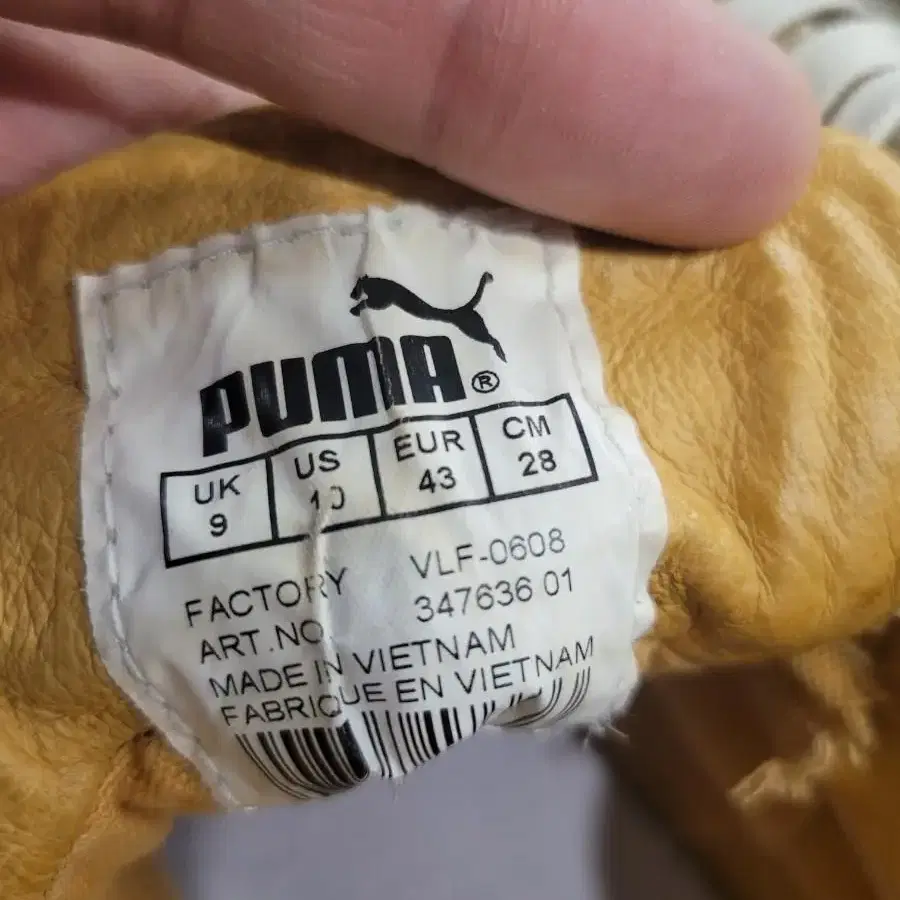 PUMA®
UK US EUR CM
9 10 43 28
FACTORY VLF-0608
ART.NO. 347636 01
MADE IN VIETNAM
FABRIQUE EN VIETNAM